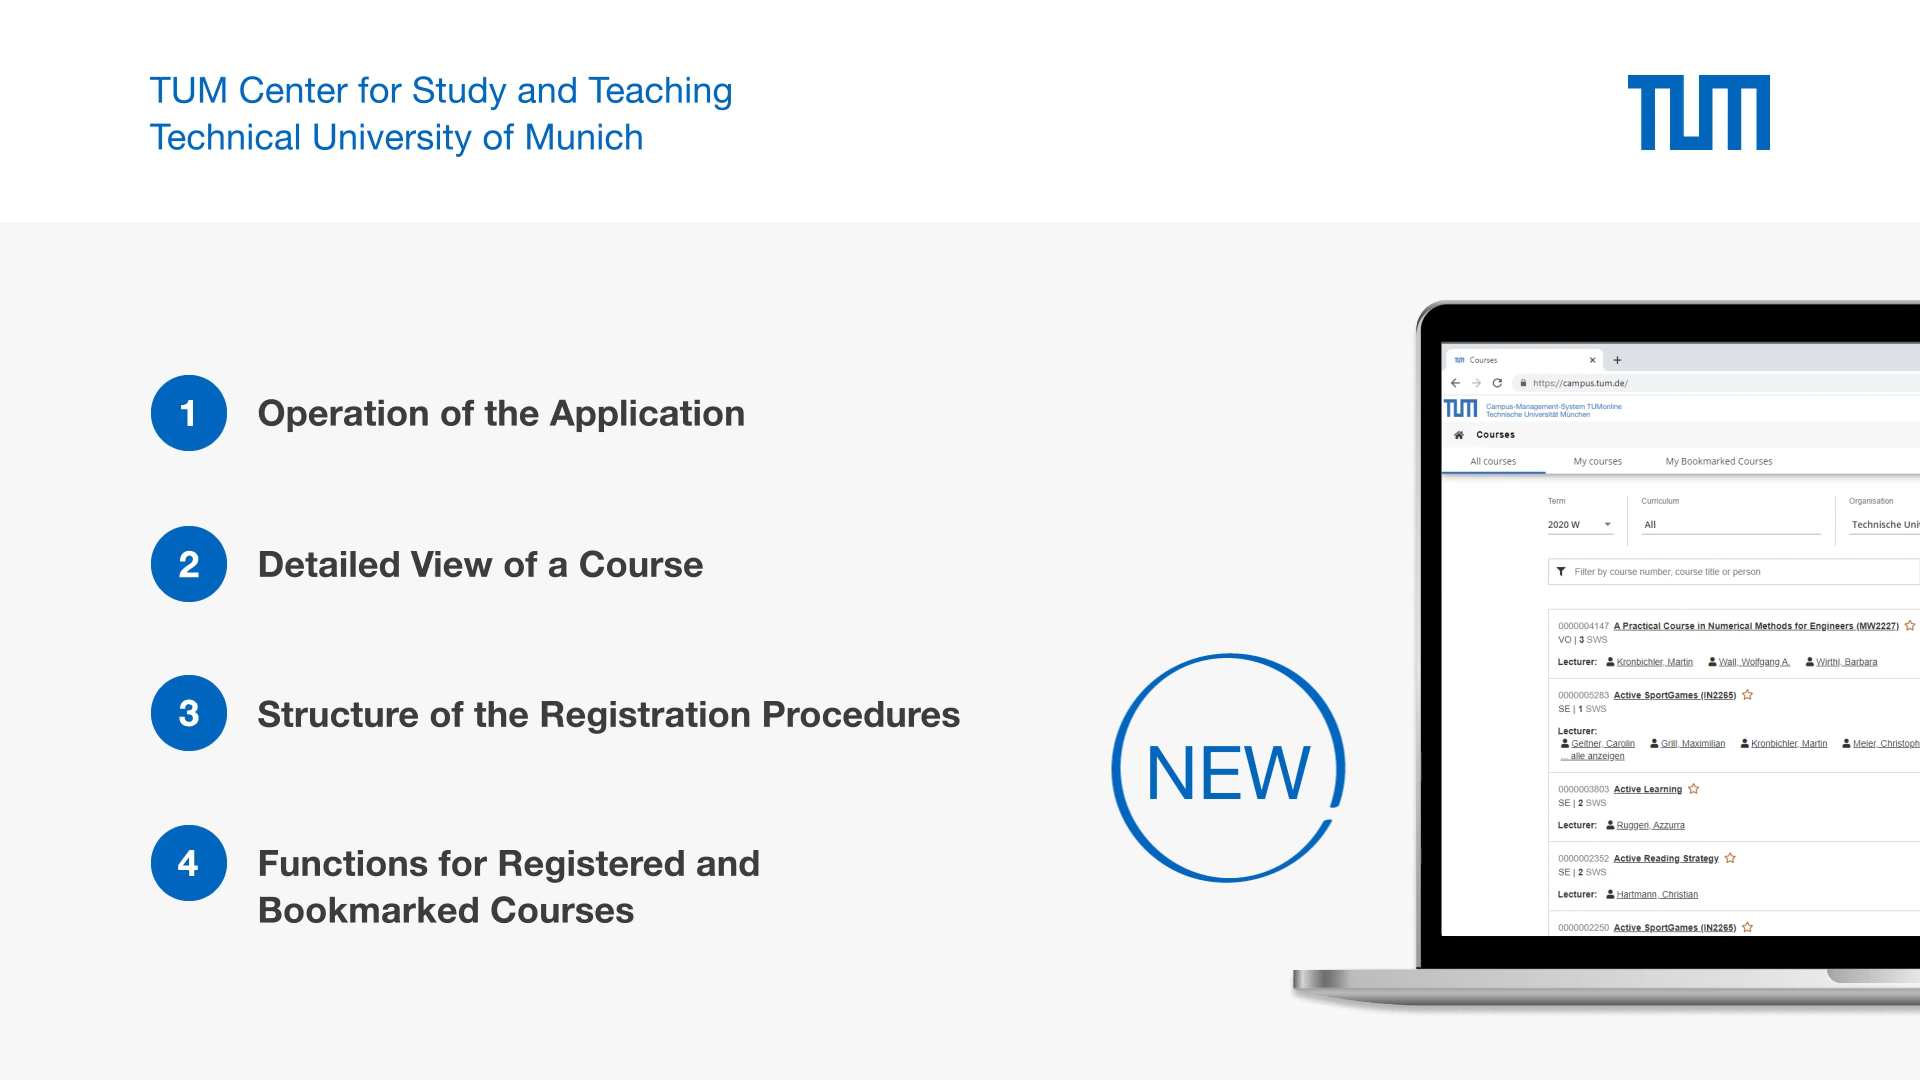 TUM Center for Study and Teaching
Technical University of Munich
TUM
1 Operation of the Application
2 Detailed View of a Course
3 Structure of the Registration Procedures
4 Functions for Registered and
Bookmarked Courses
NEW
TUM Courses × +
https://campus.tum.de/
TUM Campus-Management-System TUMonline
Technische Universität München
Courses
All courses My courses My Bookmarked Courses
Term Curriculum Organisation
2020 W All Technische Uni
Filter by course number, course title or person
0000004147 A Practical Course in Numerical Methods for Engineers (MW2227)
VO | 3 SWS
Lecturer: Kronbichler, Martin Wall, Wolfgang A. Wirthl, Barbara
0000005283 Active SportGames (IN2265)
SE | 1 SWS
Lecturer:
Geitner, Carolin Grill, Maximilian Kronbichler, Martin Meier, Christoph
... alle anzeigen
0000003803 Active Learning
SE | 2 SWS
Lecturer: Ruggeri, Azzurra
0000002352 Active Reading Strategy
SE | 2 SWS
Lecturer: Hartmann, Christian
0000002250 Active SportGames (IN2265)